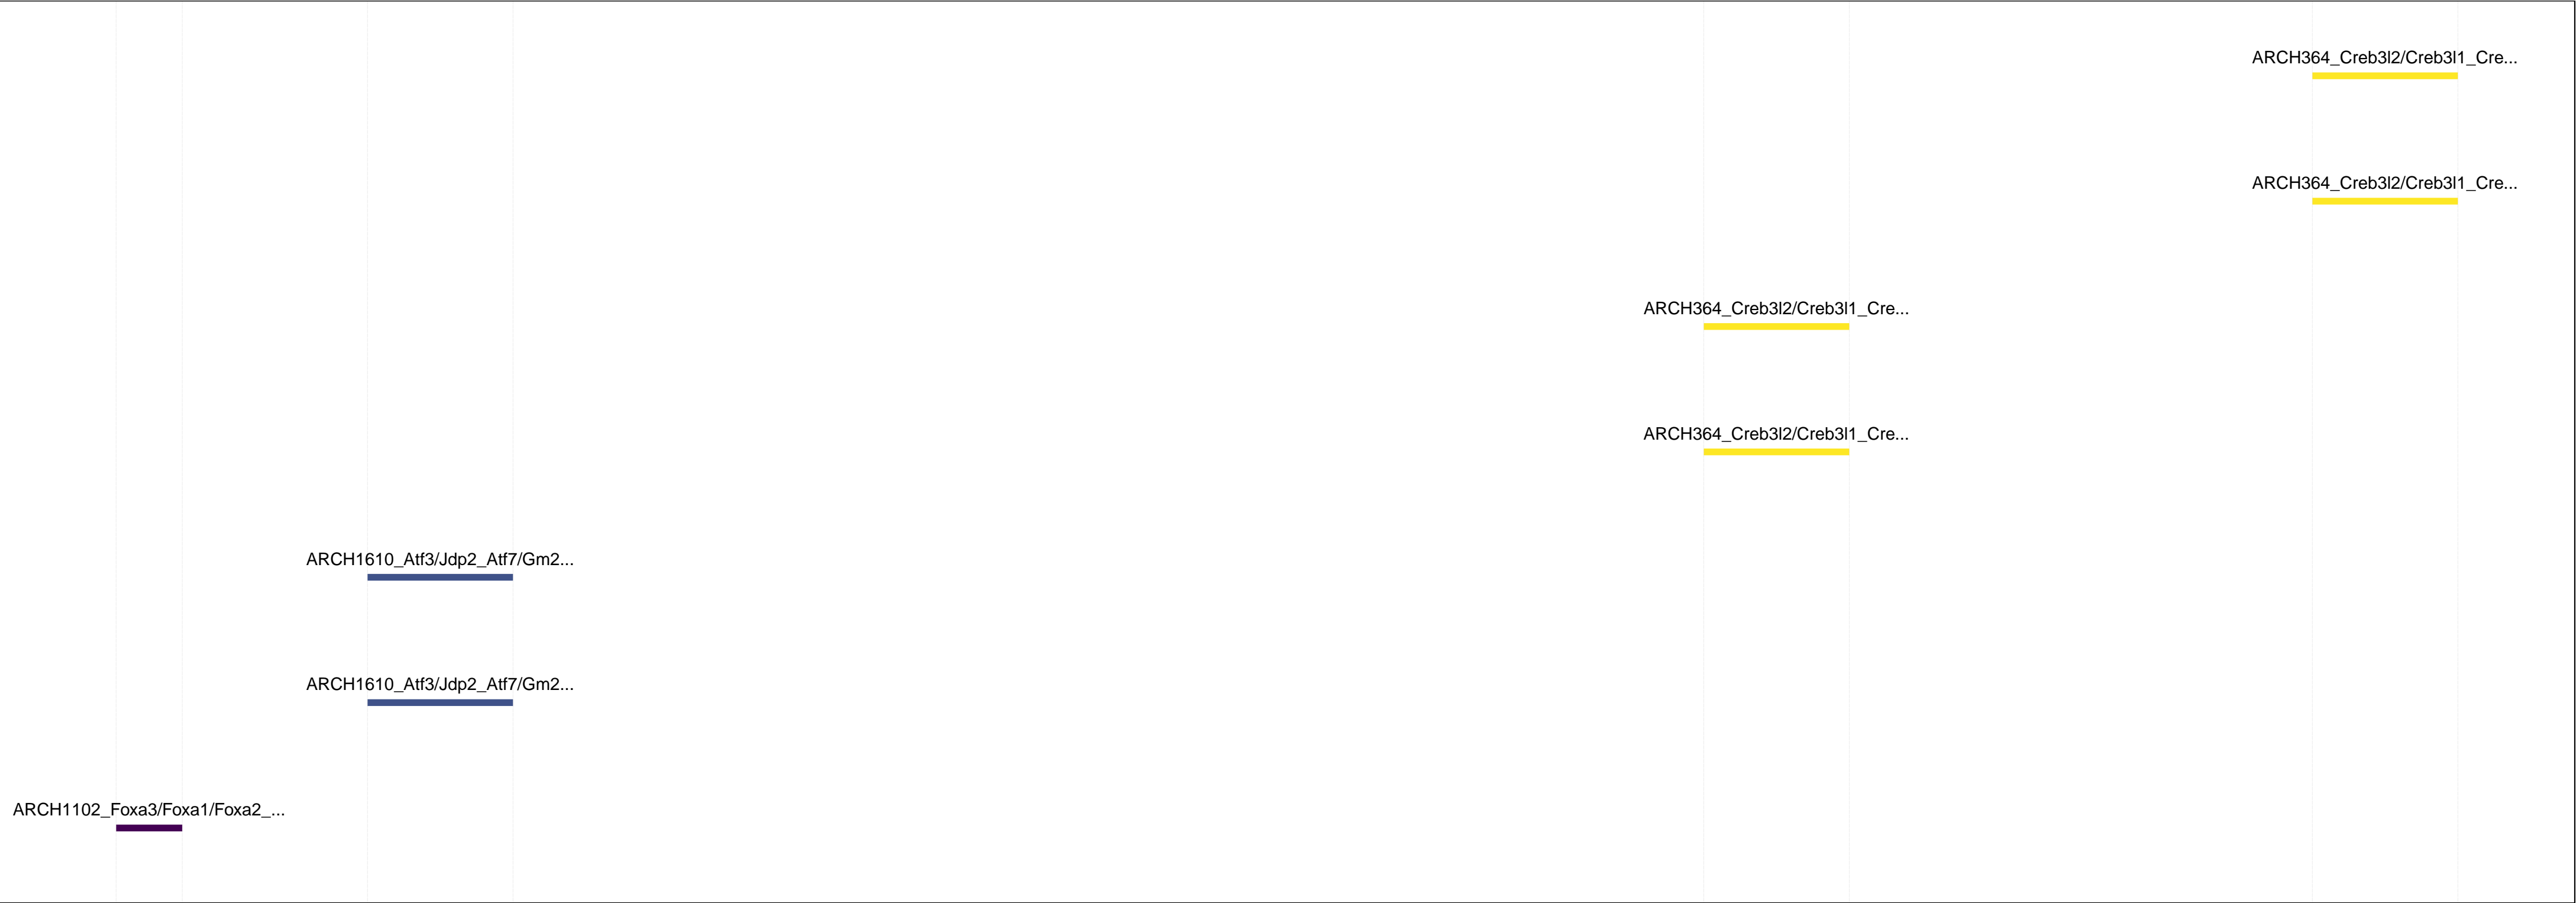 ARCH364_Creb3l2/Creb3l1_Cre...
ARCH364_Creb3l2/Creb3l1_Cre...
ARCH364_Creb3l2/Creb3l1_Cre...
ARCH364_Creb3l2/Creb3l1_Cre...
ARCH1610_Atf3/Jdp2_Atf7/Gm2...
ARCH1610_Atf3/Jdp2_Atf7/Gm2...
ARCH1102_Foxa3/Foxa1/Foxa2_...